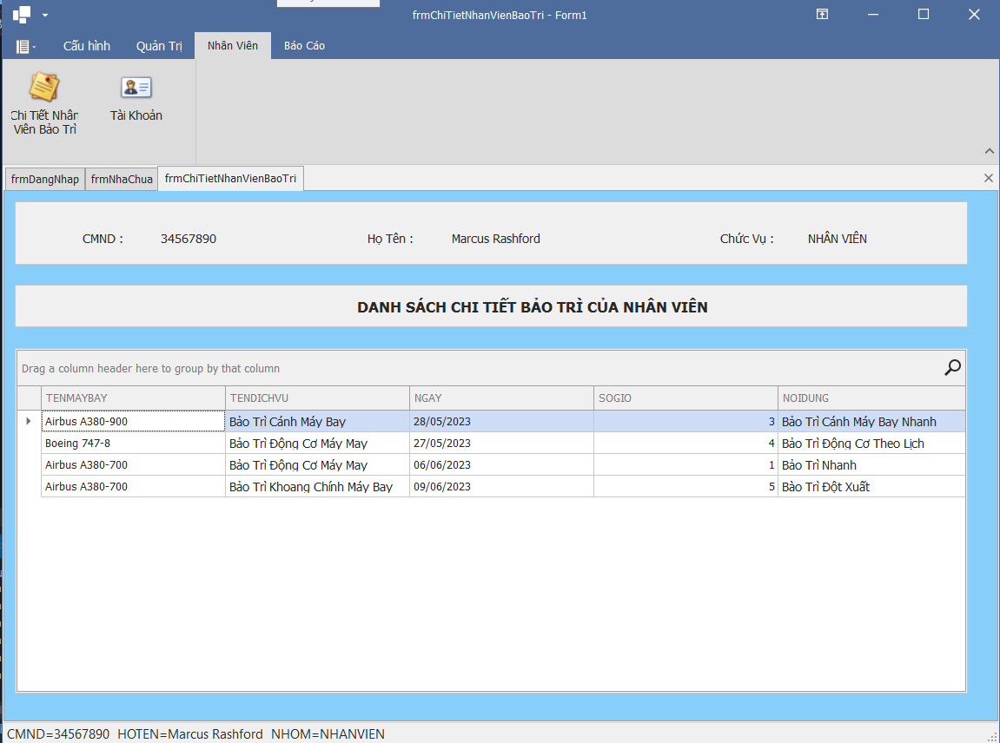 frmChiTietNhanVienBaoTri - Form1
Cấu hình Quản Trị Nhân Viên Báo Cáo
Chi Tiết Nhân Viên Bảo Trì
Tài Khoản
frmDangNhap frmNhaChua frmChiTietNhanVienBaoTri
CMND : 34567890 Họ Tên : Marcus Rashford Chức Vụ : NHÂN VIÊN
DANH SÁCH CHI TIẾT BẢO TRÌ CỦA NHÂN VIÊN
Drag a column header here to group by that column
TENMAYBAY TENDICHVU NGAY SOGIO NOIDUNG
Airbus A380-900 Bảo Trì Cánh Máy Bay 28/05/2023 3 Bảo Trì Cánh Máy Bay Nhanh
Boeing 747-8 Bảo Trì Động Cơ Máy May 27/05/2023 4 Bảo Trì Động Cơ Theo Lịch
Airbus A380-700 Bảo Trì Động Cơ Máy May 06/06/2023 1 Bảo Trì Nhanh
Airbus A380-700 Bảo Trì Khoang Chính Máy Bay 09/06/2023 5 Bào Trì Đột Xuất
CMND=34567890 HOTEN=Marcus Rashford NHOM=NHANVIEN